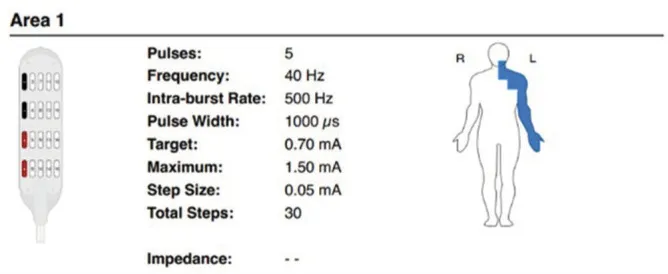 Area 1
Pulses: 5
R L
Frequency: 40 Hz
Intra-burst Rate: 500 Hz
Pulse Width: 1000 µs
Target: 0.70 mA
Maximum: 1.50 mA
Step Size: 0.05 mA
Total Steps: 30
Impedance: --